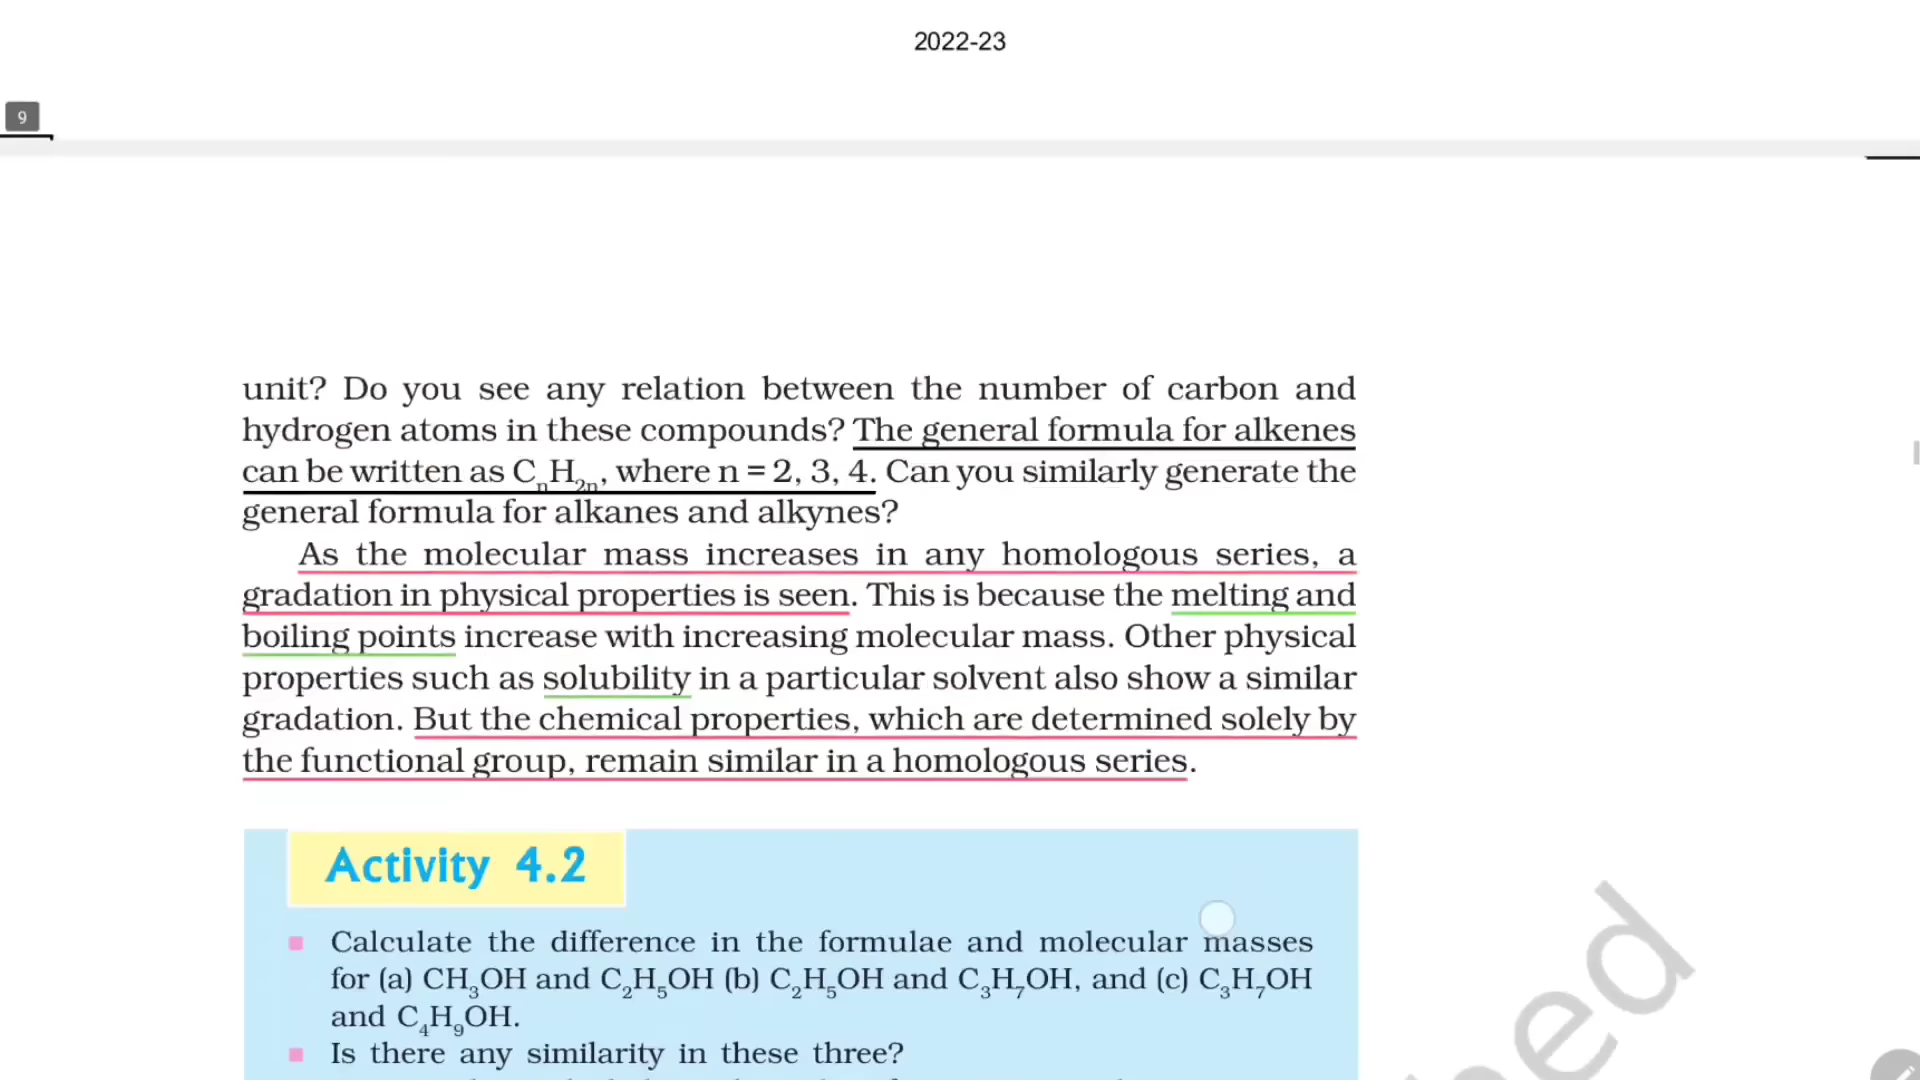 2022-23
9
unit? Do you see any relation between the number of carbon and
hydrogen atoms in these compounds? The general formula for alkenes
can be written as CₙH₂ₙ, where n = 2, 3, 4. Can you similarly generate the
general formula for alkanes and alkynes?
As the molecular mass increases in any homologous series, a
gradation in physical properties is seen. This is because the melting and
boiling points increase with increasing molecular mass. Other physical
properties such as solubility in a particular solvent also show a similar
gradation. But the chemical properties, which are determined solely by
the functional group, remain similar in a homologous series.
Activity 4.2
Calculate the difference in the formulae and molecular masses
for (a) CH₃OH and C₂H₅OH (b) C₂H₅OH and C₃H₇OH, and (c) C₃H₇OH
and C₄H₉OH.
Is there any similarity in these three?